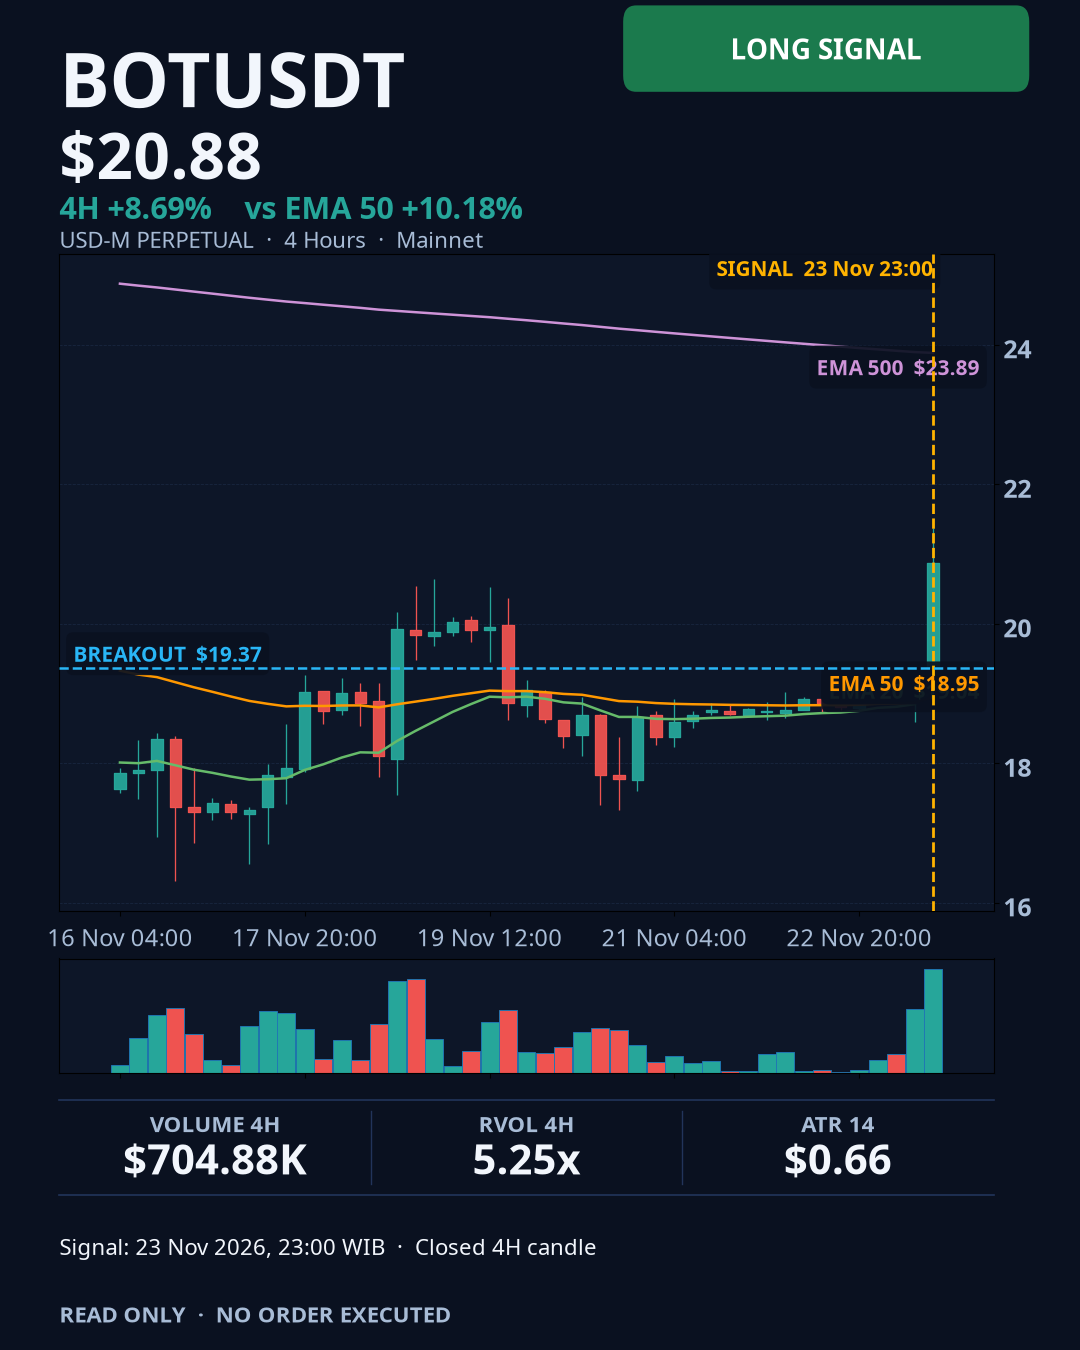 LONG SIGNAL
BOTUSDT
$20.88
4H +8.69% vs EMA 50 +10.18%
USD-M PERPETUAL · 4 Hours · Mainnet
SIGNAL 23 Nov 23:00
24
EMA 500 $23.89
22
20
BREAKOUT $19.37
EMA 50 $18.95
18
16
16 Nov 04:00 17 Nov 20:00 19 Nov 12:00 21 Nov 04:00 22 Nov 20:00
VOLUME 4H RVOL 4H ATR 14
$704.88K 5.25x $0.66
Signal: 23 Nov 2026, 23:00 WIB · Closed 4H candle
READ ONLY · NO ORDER EXECUTED